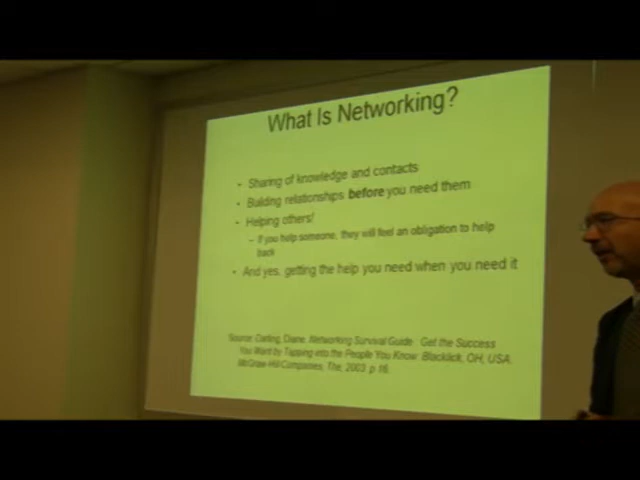 What Is Networking?
• Sharing of knowledge and contacts
• Building relationships before you need them
• Helping others!
– If you help someone, they will feel an obligation to help
back
• And yes, getting the help you need when you need it
Source: Darling, Diane. Networking Survival Guide: Get the Success
You Want by Tapping into the People You Know. Blacklick, OH, USA:
McGraw-Hill Companies, The, 2003. p 16.